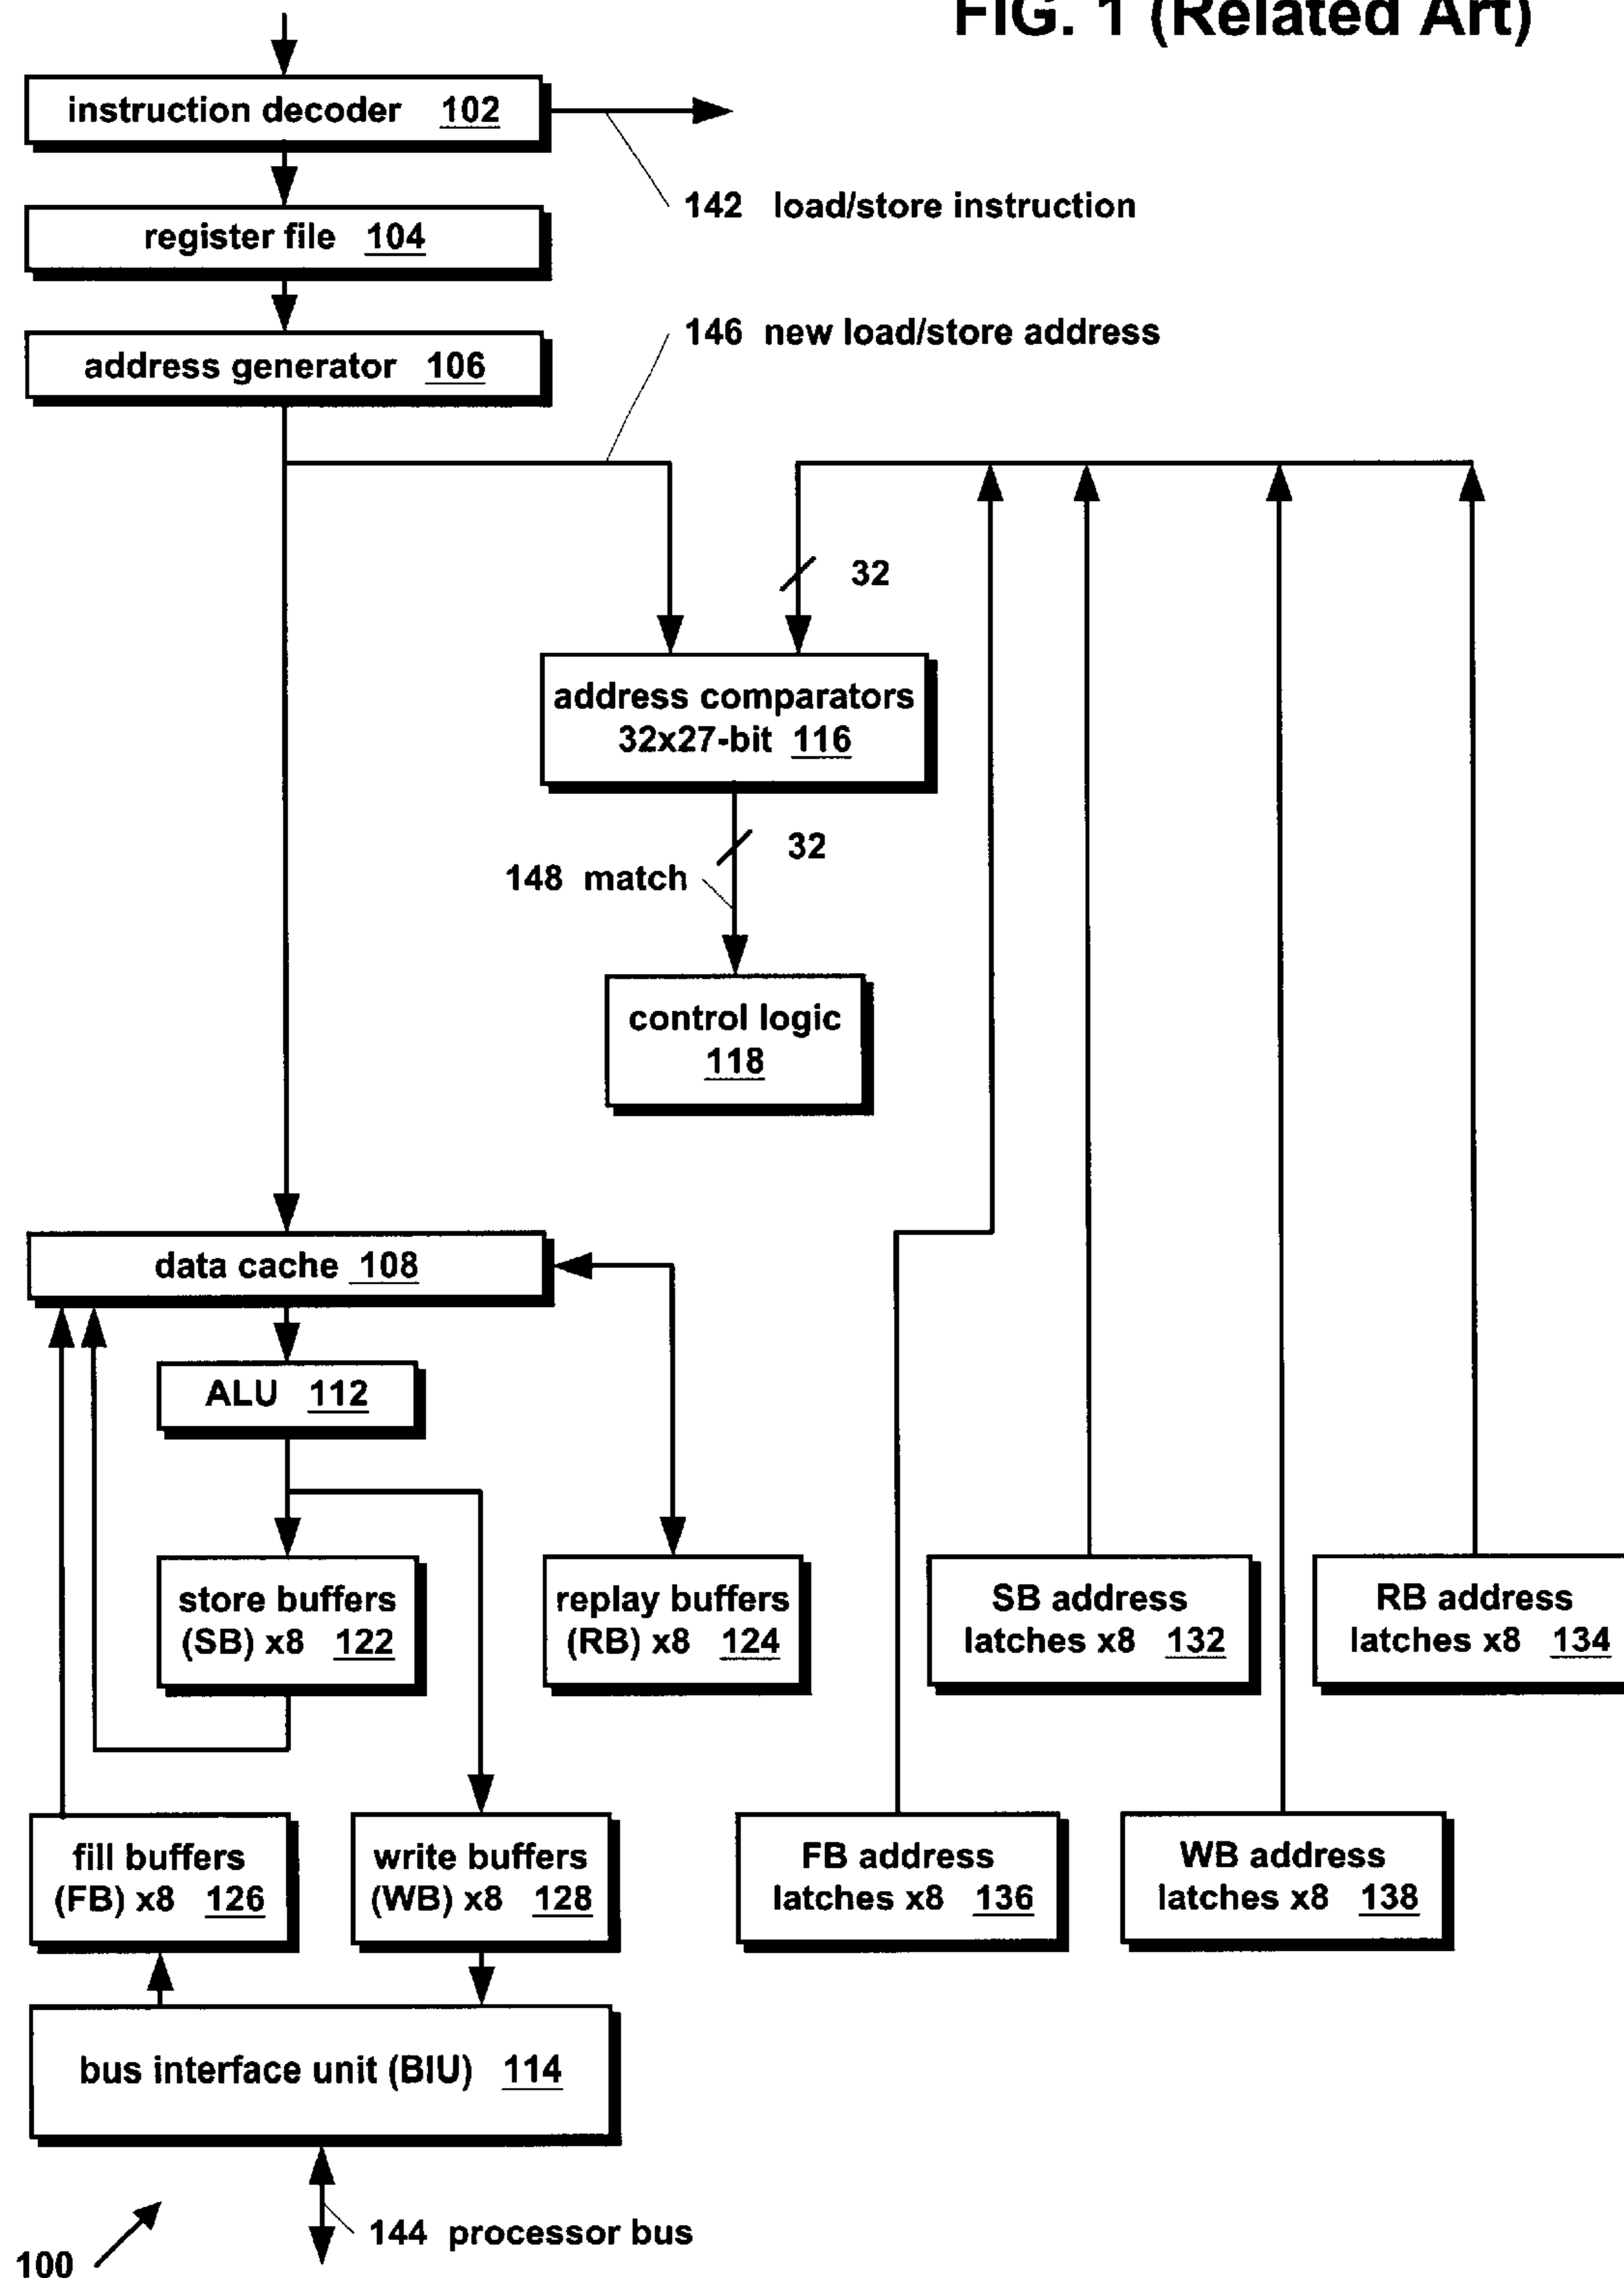 FIG. 1 (Related Art)
instruction decoder 102
142 load/store instruction
register file 104
146 new load/store address
address generator 106
32
address comparators
32x27-bit 116
32
148 match
control logic
118
data cache 108
ALU 112
store buffers
(SB) x8 122
replay buffers
(RB) x8 124
SB address
latches x8 132
RB address
latches x8 134
fill buffers
(FB) x8 126
write buffers
(WB) x8 128
FB address
latches x8 136
WB address
latches x8 138
bus interface unit (BIU) 114
144 processor bus
100